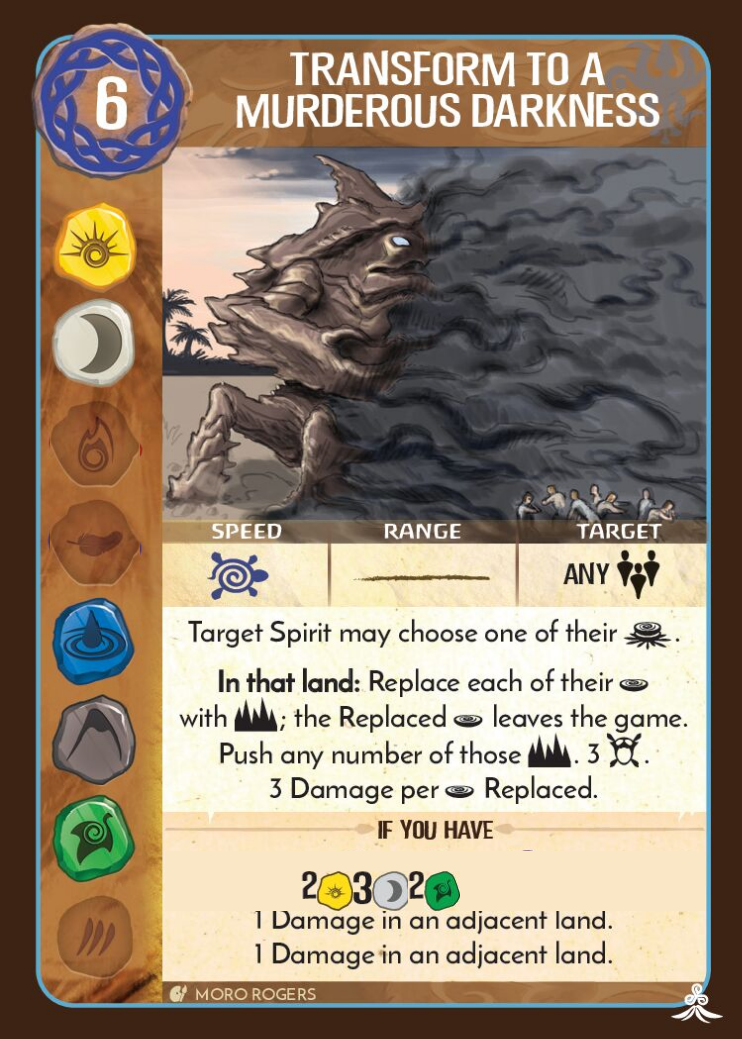 6
TRANSFORM TO A
MURDEROUS DARKNESS
SPEED RANGE TARGET
ANY
Target Spirit may choose one of their .
In that land: Replace each of their
with ; the Replaced leaves the game.
Push any number of those . 3 .
3 Damage per Replaced.
IF YOU HAVE
2 3 2
1 Damage in an adjacent land.
1 Damage in an adjacent land.
MORO ROGERS